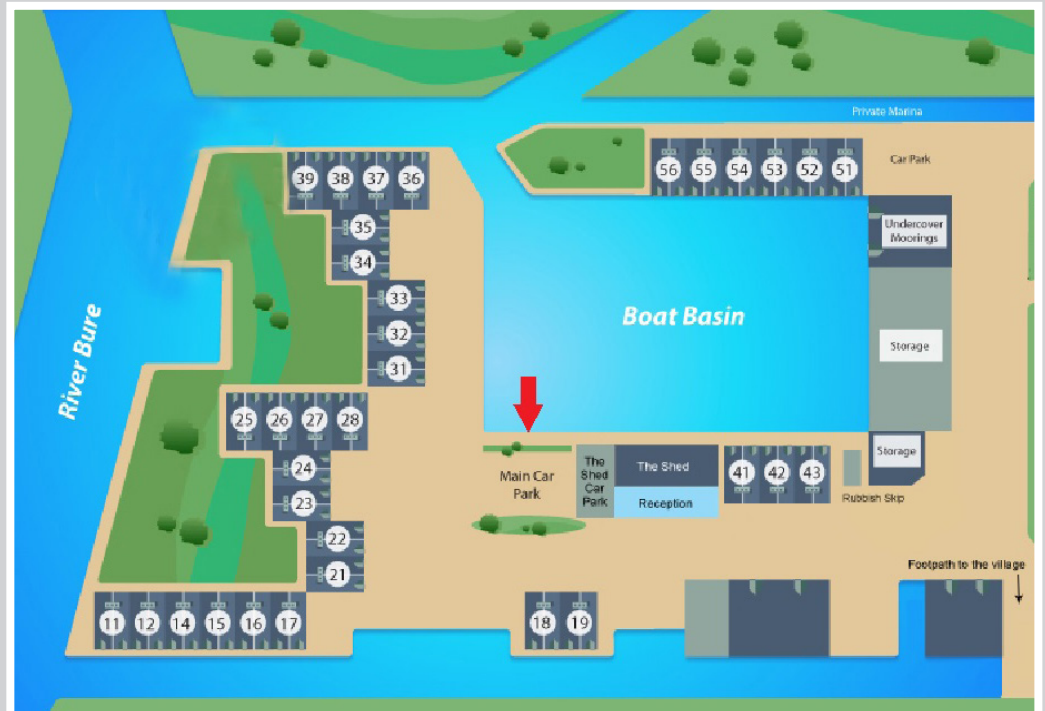 Private Marina
Car Park
56 55 54 53 52 51
39 38 37 36
35
34
33
32
31
Undercover
Moorings
Boat Basin
Storage
River Bure
25 26 27 28
24
23
22
21
Main Car
Park
The
Shed
Car
Park
The Shed
Reception
41 42 43
Storage
Rubbish Skip
Footpath to the village
11 12 14 15 16 17
18 19